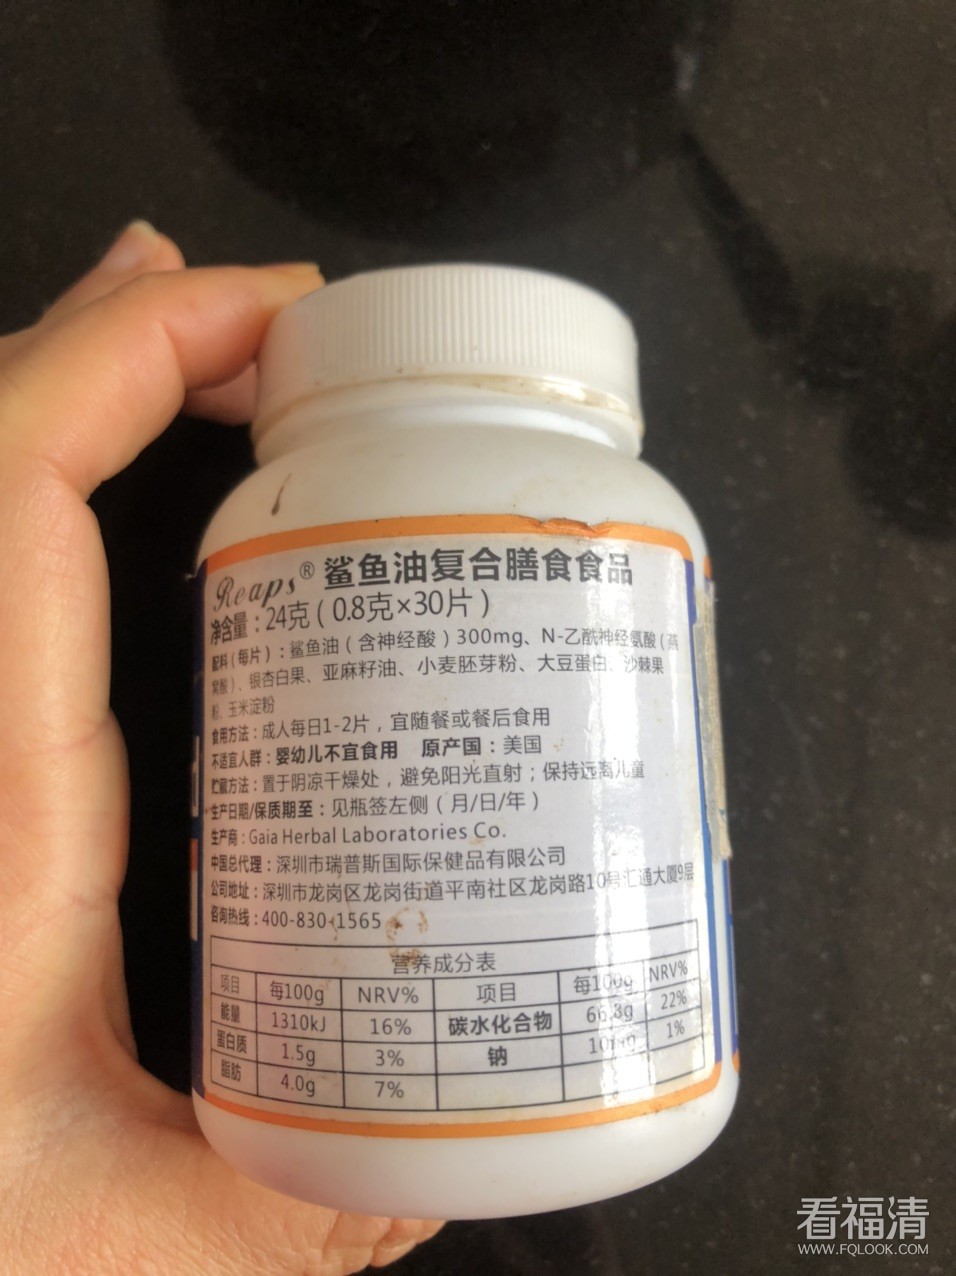 Reaps® 鲨鱼油复合膳食食品
净含量：24克（0.8克×30片）
配料（每片）：鲨鱼油（含神经酸）300mg、N-乙酰神经氨酸（燕
窝酸）、银杏白果、亚麻籽油、小麦胚芽粉、大豆蛋白、沙棘果
粉、玉米淀粉
食用方法：成人每日1-2片，宜随餐或餐后食用
不适宜人群：婴幼儿不宜食用 原产国：美国
贮藏方法：置于阴凉干燥处，避免阳光直射；保持远离儿童
生产日期/保质期至：见瓶签左侧（月/日/年）
生产商：Gaia Herbal Laboratories Co.
中国总代理：深圳市瑞普斯国际保健品有限公司
公司地址：深圳市龙岗区龙岗街道平南社区龙岗路10号汇通大厦9层
咨询热线：400-830-1565
营养成分表
项目 每100g NRV% 项目 每100g NRV%
能量 1310kJ 16% 碳水化合物 66.3g 22%
蛋白质 1.5g 3% 钠 10mg 1%
脂肪 4.0g 7%
看福清
WWW.FQLOOK.COM